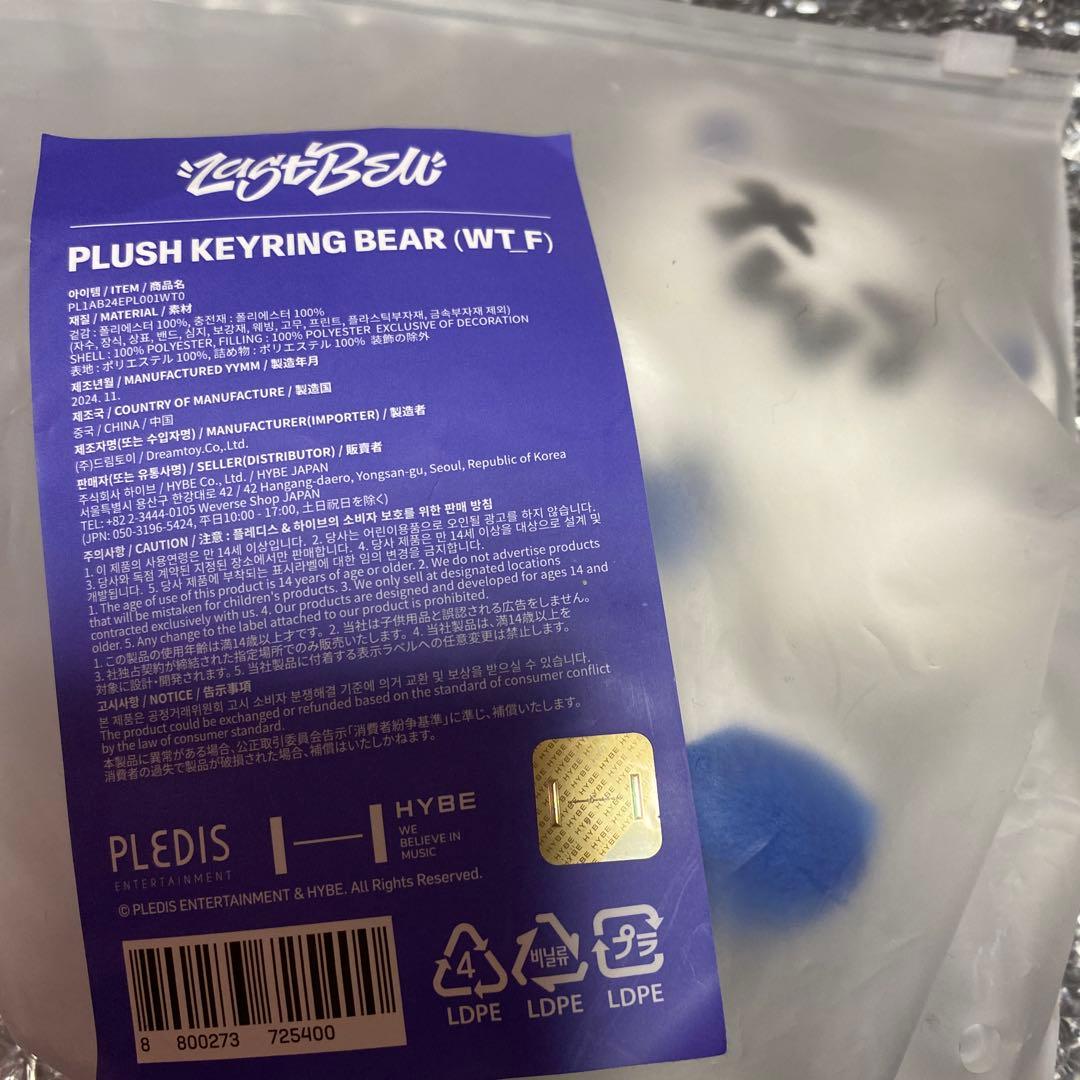 Last Bell
PLUSH KEYRING BEAR (WT_F)
아이템 / ITEM / 商品名
PL1AB24EPL001WT0
재질 / MATERIAL / 素材
겉감 : 폴리에스터 100%, 충전재 : 폴리에스터 100%
(자수, 장식, 상표, 밴드, 심지, 보강재, 웨빙, 고무, 프린트, 플라스틱부자재, 금속부자재 제외)
SHELL : 100% POLYESTER, FILLING : 100% POLYESTER EXCLUSIVE OF DECORATION
表地 : ポリエステル 100%, 詰め物 : ポリエステル 100% 装飾の除外
제조년월 / MANUFACTURED YYMM / 製造年月
2024. 11.
제조국 / COUNTRY OF MANUFACTURE / 製造国
중국 / CHINA / 中国
제조자명(또는 수입자명) / MANUFACTURER(IMPORTER) / 製造者
(주)드림토이 / Dreamtoy.Co,.Ltd.
판매자(또는 유통사명) / SELLER(DISTRIBUTOR) / 販賣者
주식회사 하이브 / HYBE Co., Ltd. / HYBE JAPAN
서울특별시 용산구 한강대로 42 / 42 Hangang-daero, Yongsan-gu, Seoul, Republic of Korea
TEL: +82 2-3444-0105 Weverse Shop JAPAN
(JPN: 050-3196-5424, 平日10:00 - 17:00, 土日祝日を除く)
주의사항 / CAUTION / 注意 : 플레디스 & 하이브의 소비자 보호를 위한 판매 방침
1. 이 제품의 사용연령은 만 14세 이상입니다. 2. 당사는 어린이용품으로 오인될 광고를 하지 않습니다.
3. 당사와 독점 계약된 지정된 장소에서만 판매합니다. 4. 당사 제품은 만 14세 이상을 대상으로 설계 및
개발됩니다. 5. 당사 제품에 부착되는 표시라벨에 대한 임의 변경을 금지합니다.
1. The age of use of this product is 14 years of age or older. 2. We do not advertise products
that will be mistaken for children's products. 3. We only sell at designated locations
contracted exclusively with us. 4. Our products are designed and developed for ages 14 and
older. 5. Any change to the label attached to our product is prohibited.
1. この製品の使用年齢は満14歳以上才です。2. 当社は子供用品と誤認される広告をしません。
3. 社独占契約が締結された指定場所でのみ販売いたします。4. 当社製品は、満14歳以上を
対象に設計・開発されます。5. 当社製品に付着する表示ラベルへの任意変更は禁止します。
고시사항 / NOTICE / 告示事項
본 제품은 공정거래위원회 고시 소비자 분쟁해결 기준에 의거 교환 및 보상을 받으실 수 있습니다.
The product could be exchanged or refunded based on the standard of consumer conflict
by the law of consumer standard.
本製品に異常がある場合、公正取引委員会告示「消費者紛争基準」に準じ、補償いたします。
消費者の過失で製品が破損された場合、補償はいたしかねます。
PLEDIS
ENTERTAINMENT
HYBE
WE
BELIEVE IN
MUSIC
© PLEDIS ENTERTAINMENT & HYBE. All Rights Reserved.
HYBE HYBE HYBE
8 800273 725400
4
LDPE
비닐류
LDPE
プラ
LDPE